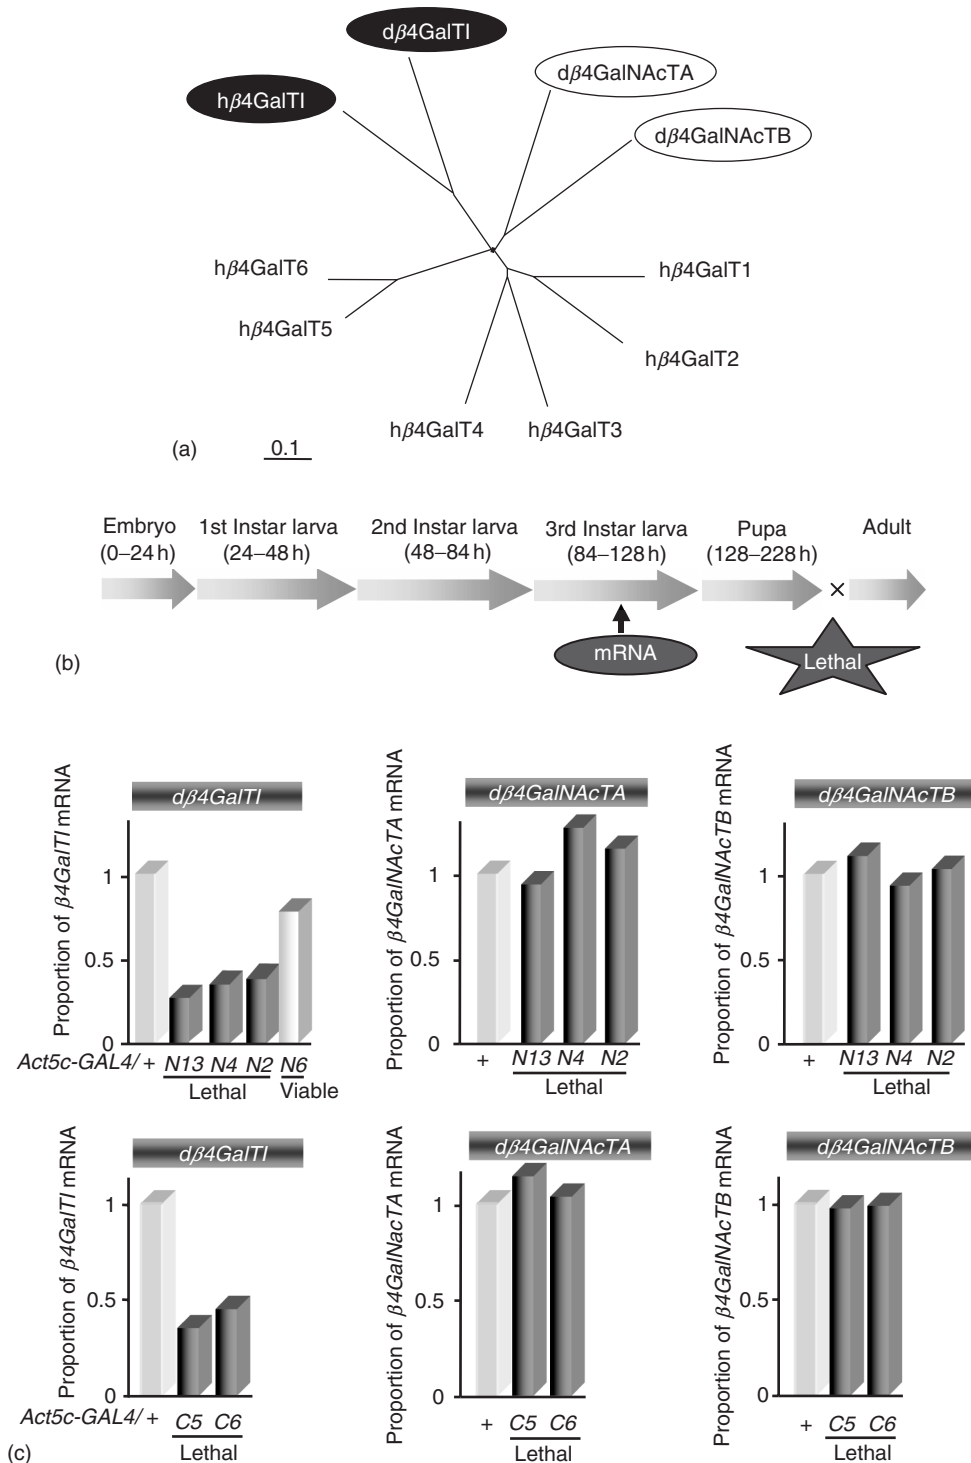 dβ4GalTI
hβ4GalTI
dβ4GalNAcTA
dβ4GalNAcTB
hβ4GalT6
hβ4GalT1
hβ4GalT5
hβ4GalT2
hβ4GalT4
hβ4GalT3
(a)
0.1
Embryo
(0–24 h)
1st Instar larva
(24–48 h)
2nd Instar larva
(48–84 h)
3rd Instar larva
(84–128 h)
Pupa
(128–228 h)
Adult
×
mRNA
Lethal
(b)
Proportion of β4GalTI mRNA
dβ4GalTI
1
0.5
0
Act5c-GAL4/ + N13 N4 N2 N6
Lethal
Viable
Proportion of β4GalNAcTA mRNA
dβ4GalNAcTA
1
0.5
0
+ N13 N4 N2
Lethal
Proportion of β4GalNAcTB mRNA
dβ4GalNAcTB
1
0.5
0
+ N13 N4 N2
Lethal
Proportion of β4GalTI mRNA
dβ4GalTI
1
0.5
0
Act5c-GAL4/ + C5 C6
Lethal
Proportion of β4GalNacTA mRNA
dβ4GalNAcTA
1
0.5
0
+ C5 C6
Lethal
Proportion of β4GalNAcTB mRNA
dβ4GalNAcTB
1
0.5
0
+ C5 C6
Lethal
(c)